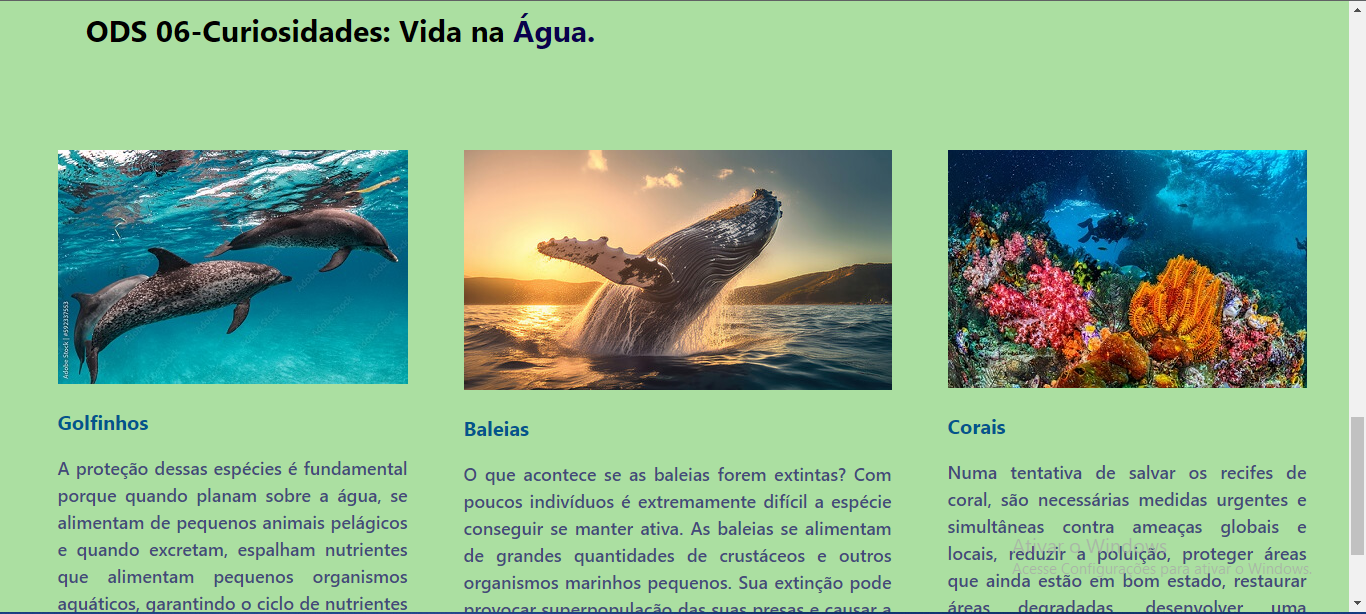 ODS 06-Curiosidades: Vida na Água.
Adobe Stock | #592337553
Golfinhos
A proteção dessas espécies é fundamental
porque quando planam sobre a água, se
alimentam de pequenos animais pelágicos
e quando excretam, espalham nutrientes
que alimentam pequenos organismos
aquáticos, garantindo o ciclo de nutrientes
Baleias
O que acontece se as baleias forem extintas? Com
poucos indivíduos é extremamente difícil a espécie
conseguir se manter ativa. As baleias se alimentam
de grandes quantidades de crustáceos e outros
organismos marinhos pequenos. Sua extinção pode
provocar superpopulação das suas presas e causar a
Corais
Numa tentativa de salvar os recifes de
coral, são necessárias medidas urgentes e
simultâneas contra ameaças globais e
locais, reduzir a poluição, proteger áreas
que ainda estão em bom estado, restaurar
áreas degradadas, desenvolver uma
Ativar o Windows
Acesse Configurações para ativar o Windows.